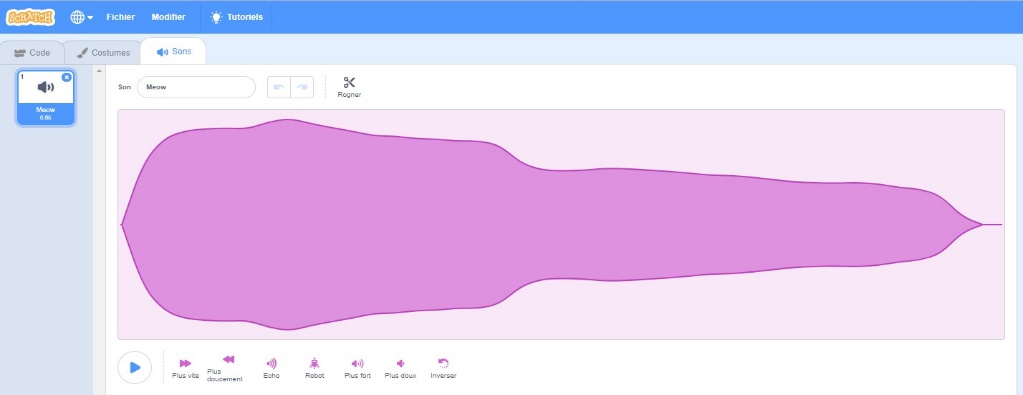 SCRATCH
Fichier
Modifier
Tutoriels
Code
Costumes
Sons
1
Meow
0.85
Son
Meow
Rogner
Plus vite
Plus
doucement
Echo
Robot
Plus fort
Plus doux
Inverser